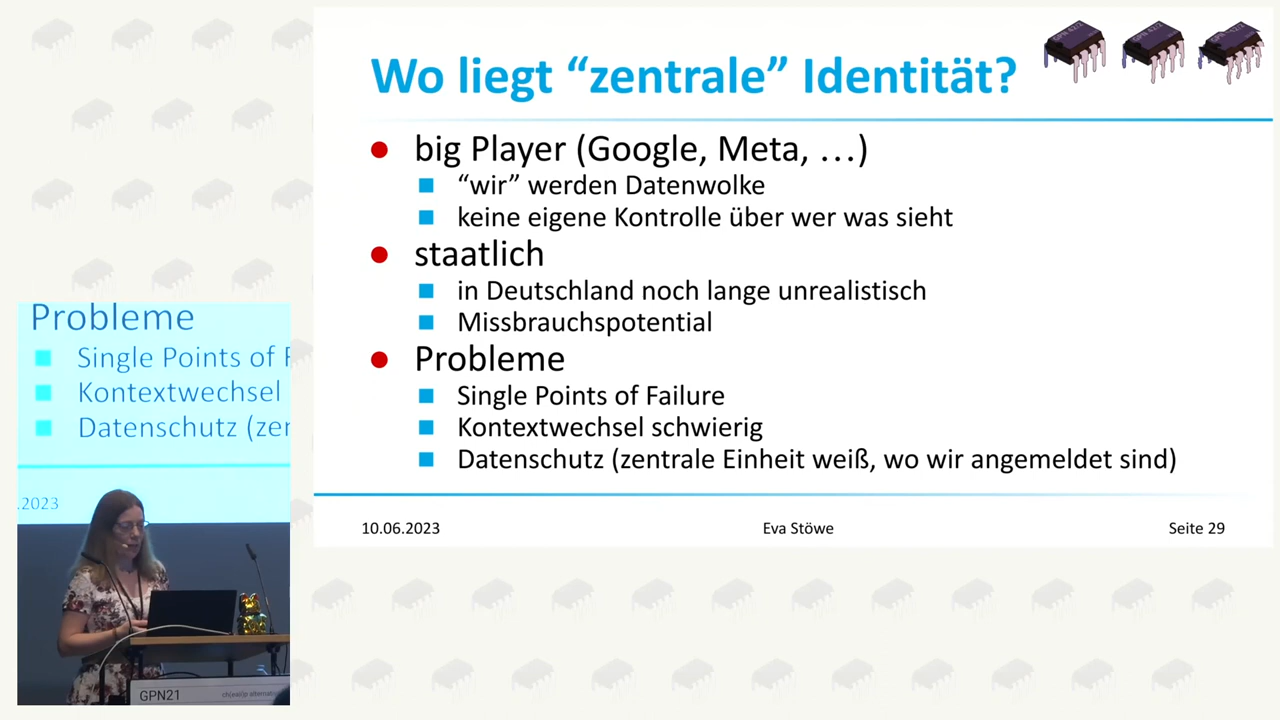 Wo liegt “zentrale” Identität?
big Player (Google, Meta, …)
“wir” werden Datenwolke
keine eigene Kontrolle über wer was sieht
staatlich
in Deutschland noch lange unrealistisch
Missbrauchspotential
Probleme
Single Points of Failure
Kontextwechsel schwierig
Datenschutz (zentrale Einheit weiß, wo wir angemeldet sind)
10.06.2023
Eva Stöwe
Seite 29
Probleme
Single Points of F
Kontextwechsel
Datenschutz (zer
.2023
GPN21